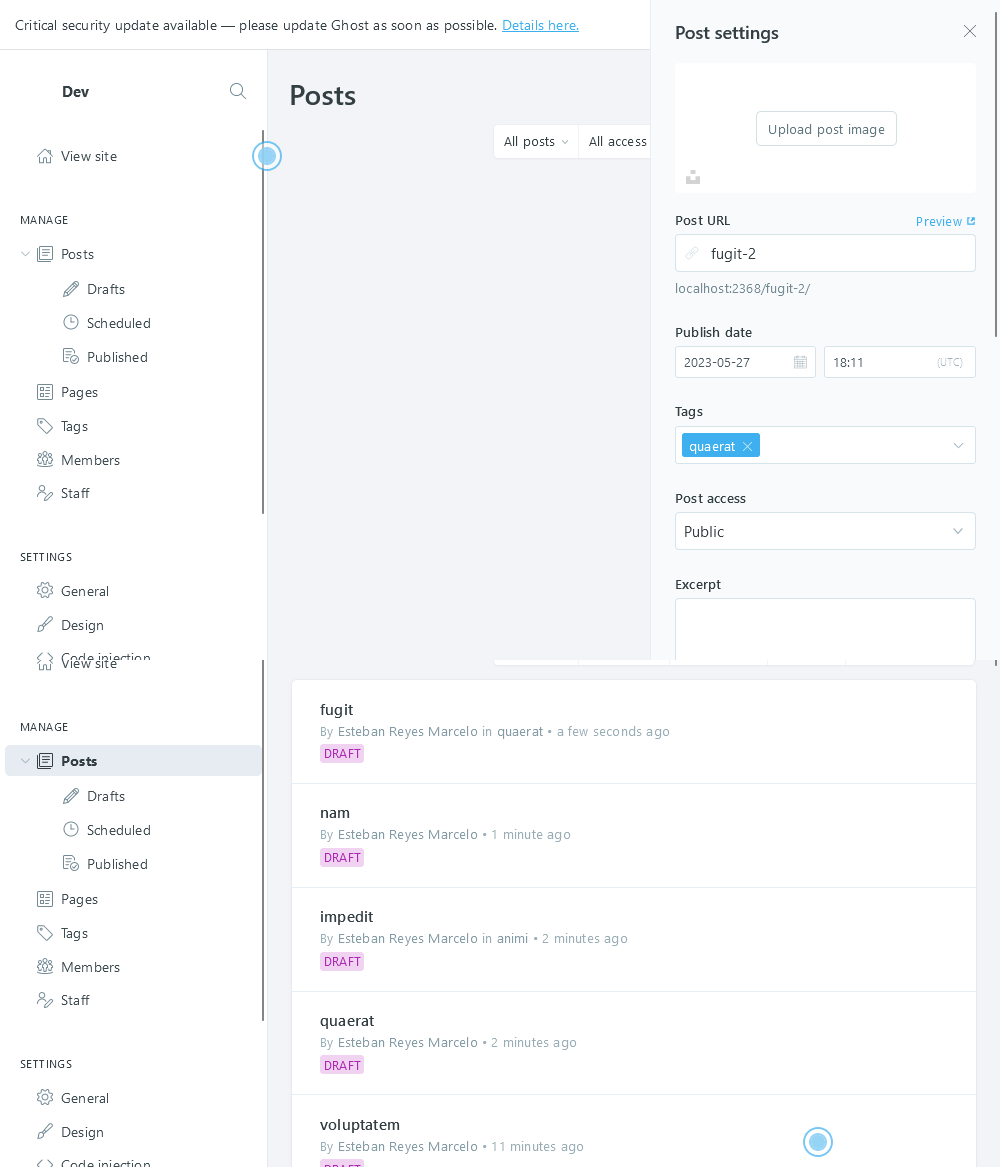 Critical security update available — please update Ghost as soon as possible. Details here.
Dev
View site
MANAGE
Posts
Drafts
Scheduled
Published
Pages
Tags
Members
Staff
SETTINGS
General
Design
Code injection
Posts
All posts
All access
Post settings
Upload post image
Post URL
Preview
fugit-2
localhost:2368/fugit-2/
Publish date
2023-05-27
18:11
(UTC)
Tags
quaerat
Post access
Public
Excerpt
View site
MANAGE
Posts
Drafts
Scheduled
Published
Pages
Tags
Members
Staff
SETTINGS
General
Design
Code injection
fugit
By Esteban Reyes Marcelo in quaerat • a few seconds ago
DRAFT
nam
By Esteban Reyes Marcelo • 1 minute ago
DRAFT
impedit
By Esteban Reyes Marcelo in animi • 2 minutes ago
DRAFT
quaerat
By Esteban Reyes Marcelo • 2 minutes ago
DRAFT
voluptatem
By Esteban Reyes Marcelo • 11 minutes ago
DRAFT